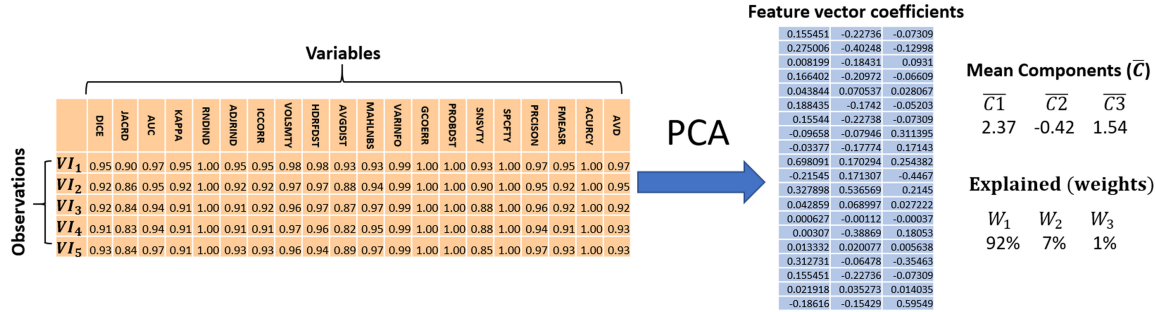 Feature vector coefficients
Variables
Observations
DICE JACRD AUC KAPPA RNDIND ADJRIND ICCORR VOLSMTY HDRFDST AVGDIST MAHLNBS VARINFO GCOERR PROBDST SNSVTY SPCFTY PRCISON FMEASR ACURCY AVD
VI1 0.95 0.90 0.97 0.95 1.00 0.95 0.95 0.98 0.98 0.93 0.93 0.99 1.00 1.00 0.93 1.00 0.97 0.95 1.00 0.97
VI2 0.92 0.86 0.95 0.92 1.00 0.92 0.92 0.97 0.97 0.88 0.94 0.99 1.00 1.00 0.90 1.00 0.95 0.92 1.00 0.95
VI3 0.92 0.84 0.94 0.91 1.00 0.91 0.92 0.96 0.97 0.87 0.97 0.99 1.00 1.00 0.88 1.00 0.96 0.92 1.00 0.92
VI4 0.91 0.83 0.94 0.91 1.00 0.91 0.91 0.97 0.96 0.82 0.95 0.99 1.00 1.00 0.88 1.00 0.94 0.91 1.00 0.93
VI5 0.93 0.84 0.97 0.91 1.00 0.93 0.93 0.96 0.94 0.89 0.97 0.99 1.00 1.00 0.85 1.00 0.97 0.93 1.00 0.93
PCA
0.155451 -0.22736 -0.07309
0.275006 -0.40248 -0.12998
0.008199 -0.18431 0.0931
0.166402 -0.20972 -0.06609
0.043844 0.070537 0.028067
0.188435 -0.1742 -0.05203
0.15544 -0.22738 -0.07309
-0.09658 -0.07946 0.311395
-0.03377 -0.17774 0.17143
0.698091 0.170294 0.254382
-0.21545 0.171307 -0.4467
0.327898 0.536569 0.2145
0.042859 0.068997 0.027222
0.000627 -0.00112 -0.00037
0.00307 -0.38869 0.18053
0.013332 0.020077 0.005638
0.312731 -0.06478 -0.35463
0.155451 -0.22736 -0.07309
0.021918 0.035273 0.014035
-0.18616 -0.15429 0.59549
Mean Components (C̅)
C1 C2 C3
2.37 -0.42 1.54
Explained (weights)
W1 W2 W3
92% 7% 1%